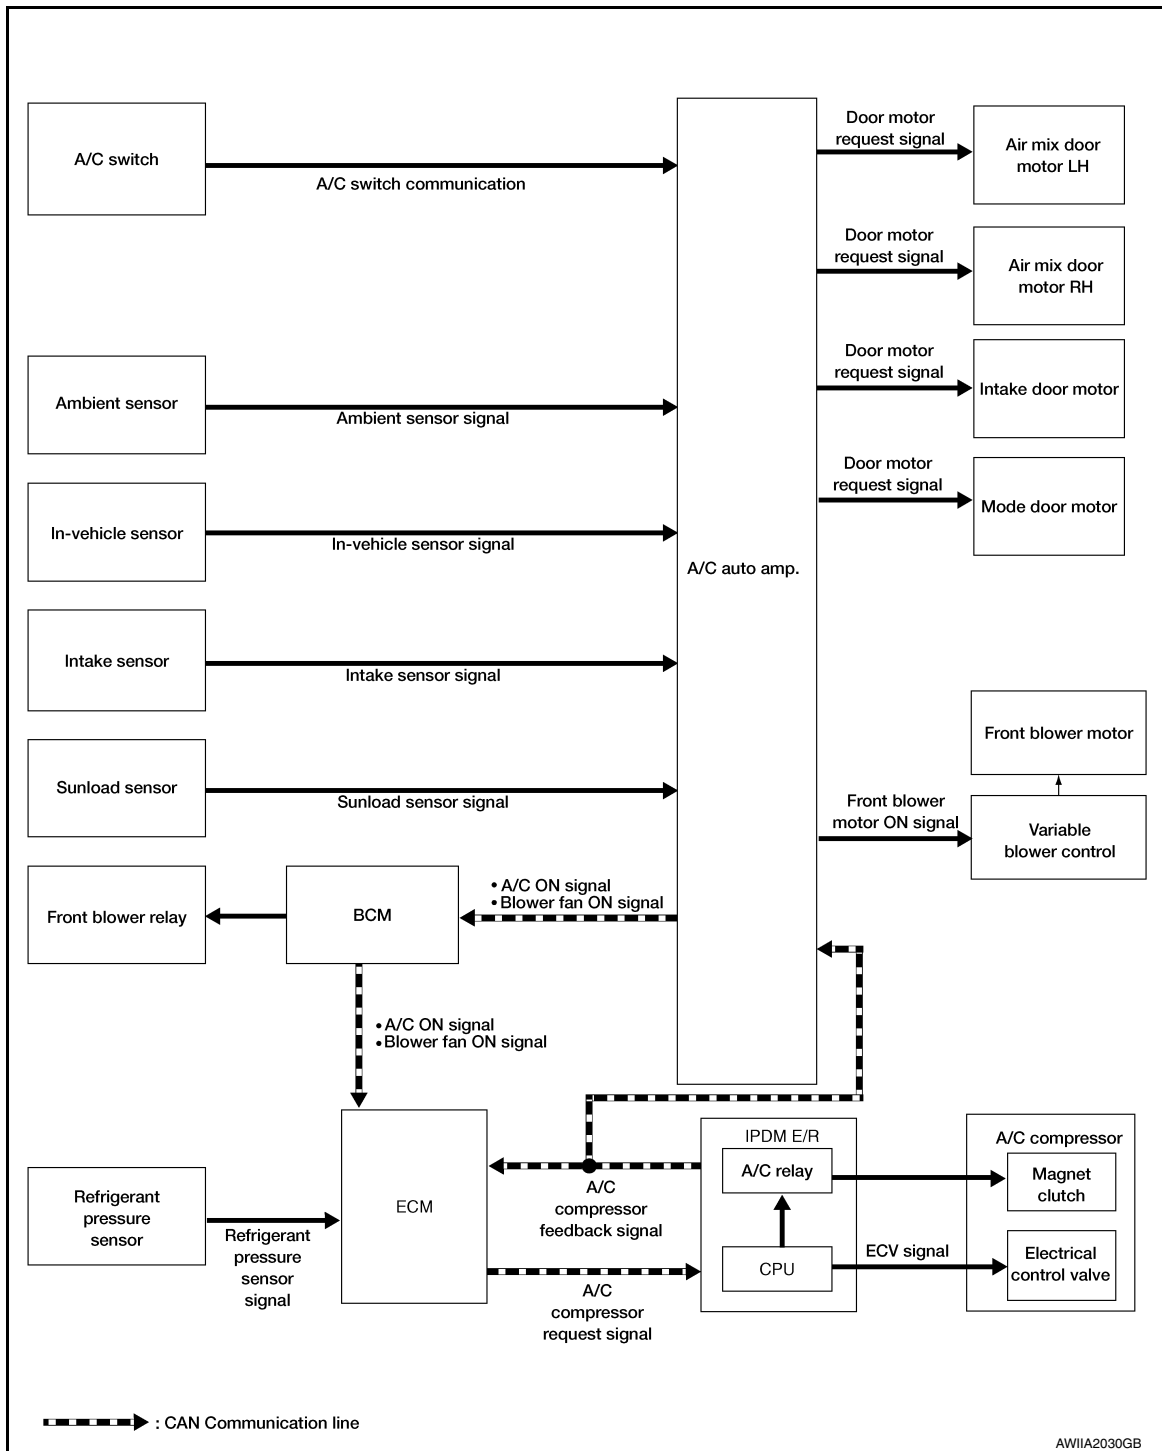 A/C switch
A/C switch communication
Door motor
request signal
Air mix door
motor LH
Door motor
request signal
Air mix door
motor RH
Ambient sensor
Ambient sensor signal
Door motor
request signal
Intake door motor
Door motor
request signal
Mode door motor
In-vehicle sensor
In-vehicle sensor signal
A/C auto amp.
Intake sensor
Intake sensor signal
Front blower motor
Sunload sensor
Sunload sensor signal
Front blower
motor ON signal
Variable
blower control
Front blower relay
BCM
• A/C ON signal
• Blower fan ON signal
• A/C ON signal
• Blower fan ON signal
Refrigerant
pressure
sensor
Refrigerant
pressure
sensor
signal
ECM
A/C
compressor
feedback signal
A/C
compressor
request signal
IPDM E/R
A/C relay
CPU
ECV signal
A/C compressor
Magnet
clutch
Electrical
control valve
: CAN Communication line
AWIIA2030GB